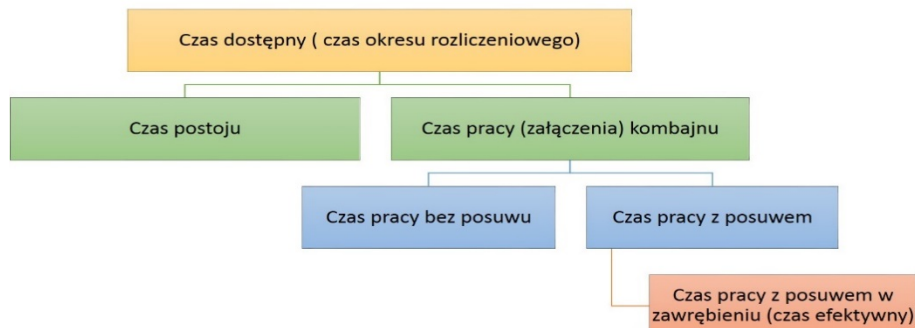 Czas dostępny ( czas okresu rozliczeniowego)
Czas postoju
Czas pracy (załączenia) kombajnu
Czas pracy bez posuwu
Czas pracy z posuwem
Czas pracy z posuwem w
zawrębieniu (czas efektywny)